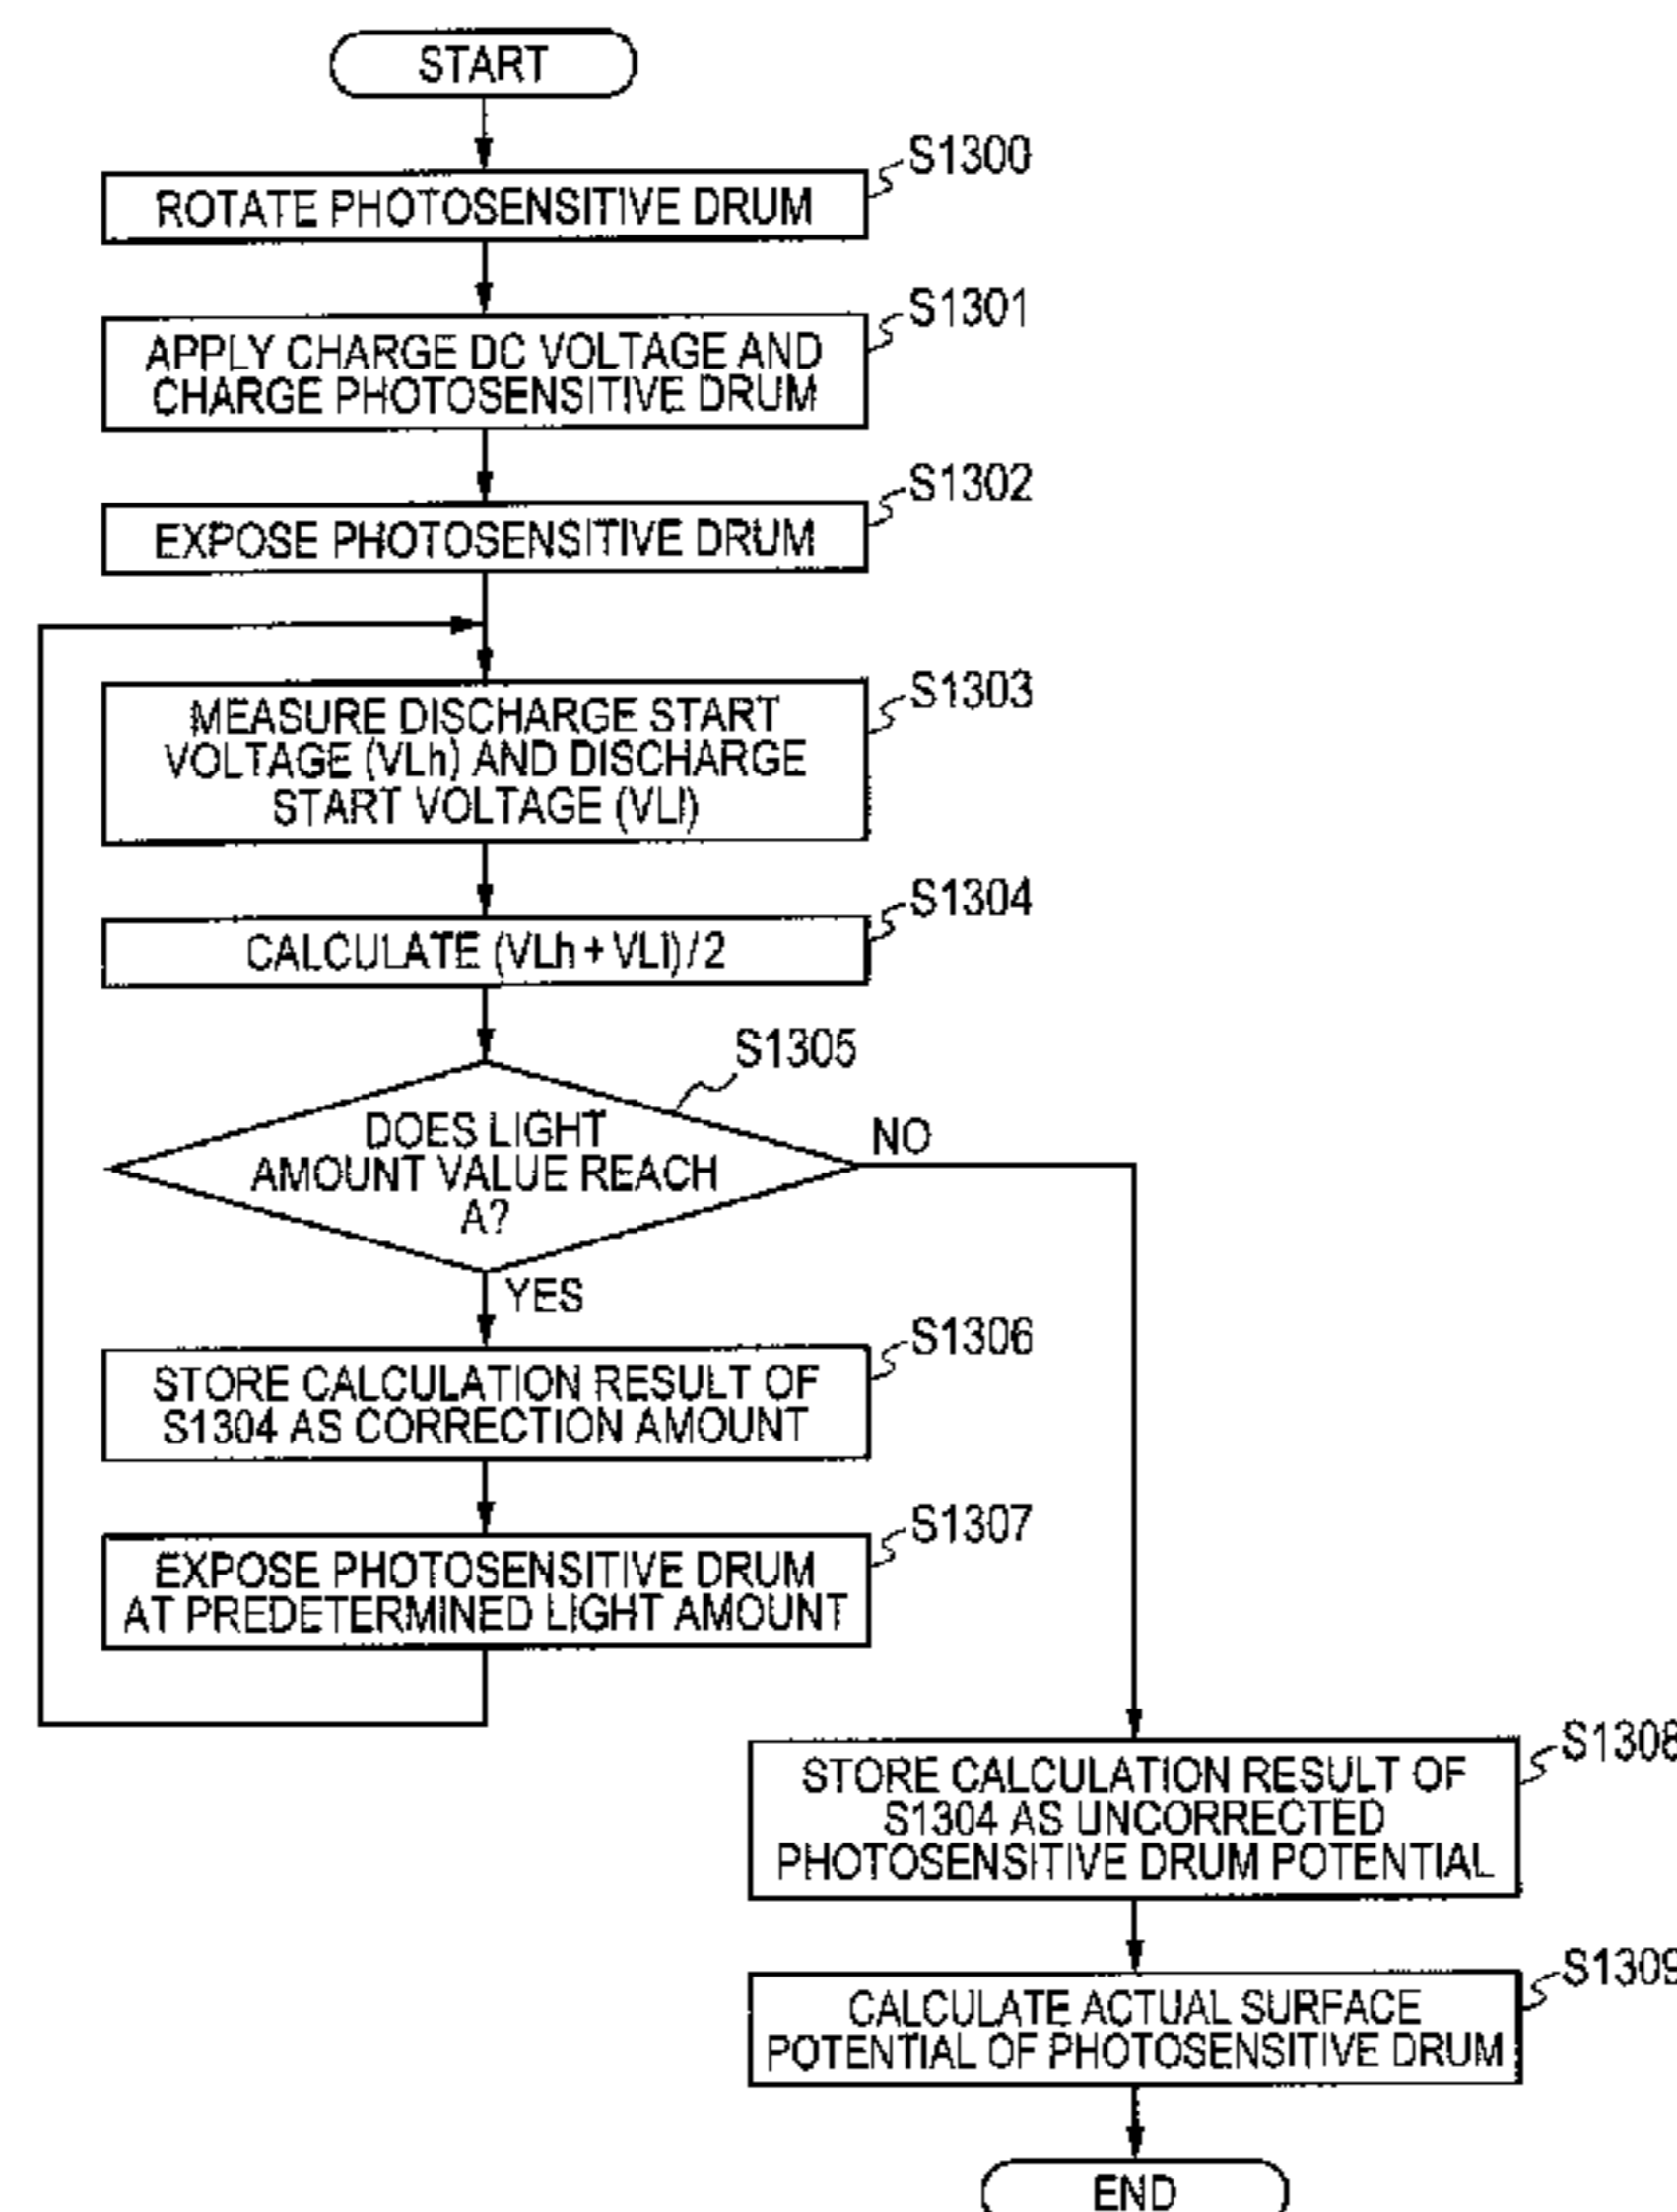 START
S1300
ROTATE PHOTOSENSITIVE DRUM
S1301
APPLY CHARGE DC VOLTAGE AND
CHARGE PHOTOSENSITIVE DRUM
S1302
EXPOSE PHOTOSENSITIVE DRUM
S1303
MEASURE DISCHARGE START
VOLTAGE (VLh) AND DISCHARGE
START VOLTAGE (VLl)
S1304
CALCULATE (VLh + VLl) / 2
S1305
DOES LIGHT
AMOUNT VALUE REACH
A?
NO
YES
S1306
STORE CALCULATION RESULT OF
S1304 AS CORRECTION AMOUNT
S1307
EXPOSE PHOTOSENSITIVE DRUM
AT PREDETERMINED LIGHT AMOUNT
S1308
STORE CALCULATION RESULT OF
S1304 AS UNCORRECTED
PHOTOSENSITIVE DRUM POTENTIAL
S1309
CALCULATE ACTUAL SURFACE
POTENTIAL OF PHOTOSENSITIVE DRUM
END